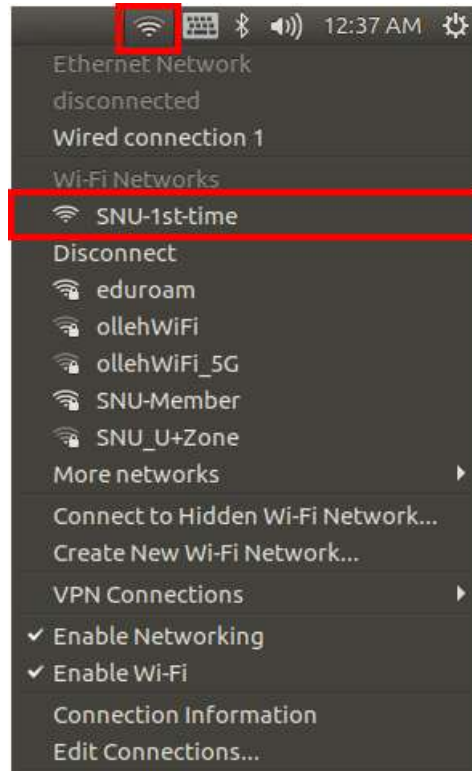 12:37 AM
Ethernet Network
disconnected
Wired connection 1
Wi-Fi Networks
SNU-1st-time
Disconnect
eduroam
ollehWiFi
ollehWiFi_5G
SNU-Member
SNU_U+Zone
More networks
Connect to Hidden Wi-Fi Network...
Create New Wi-Fi Network...
VPN Connections
Enable Networking
Enable Wi-Fi
Connection Information
Edit Connections...